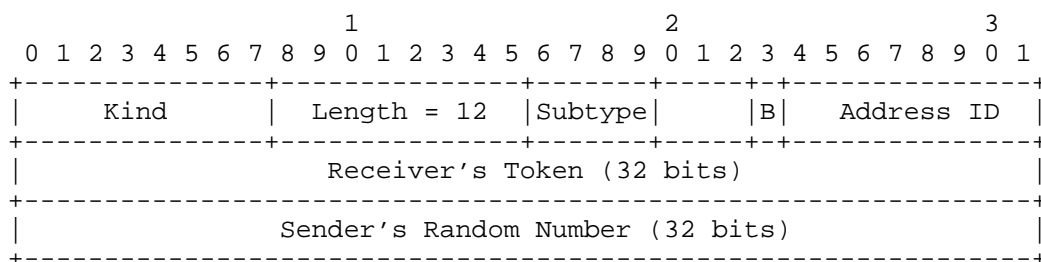 1                   2                   3
 0 1 2 3 4 5 6 7 8 9 0 1 2 3 4 5 6 7 8 9 0 1 2 3 4 5 6 7 8 9 0 1
+---------------+---------------+-------+-----+-+---------------+
|     Kind      |  Length = 12  |Subtype|     |B|   Address ID  |
+---------------+---------------+-------+-----+-+---------------+
|                   Receiver’s Token (32 bits)                  |
+---------------------------------------------------------------+
|                Sender’s Random Number (32 bits)               |
+---------------------------------------------------------------+